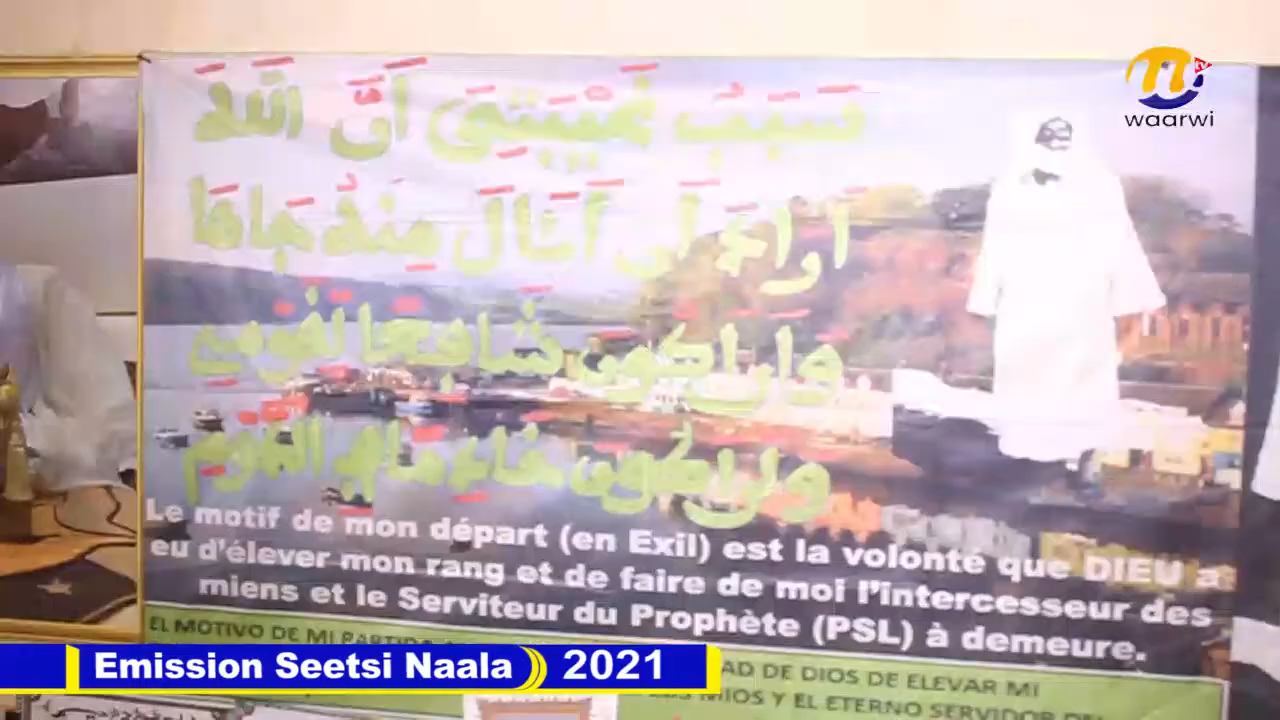 waarwi
سَبَبُ غَيْبَتِي أَنَّ اللَّهَ
أَرَادَ لِي أَنَالَ مِنْهُ جَاهَا
وَأَن أَكُونَ شَافِعًا لِقَوْمِي
وَأَن أَكُونَ خَادِمَاهُ الدَّوْمِ
Le motif de mon départ (en Exil) est la volonté que DIEU a
eu d'élever mon rang et de faire de moi l'intercesseur des
miens et le Serviteur du Prophète (PSL) à demeure.
EL MOTIVO DE MI PARTIDA
AD DE DIOS DE ELEVAR MI
MIOS Y EL ETERNO SERVIDOR DEL
Emission Seetsi Naala 2021